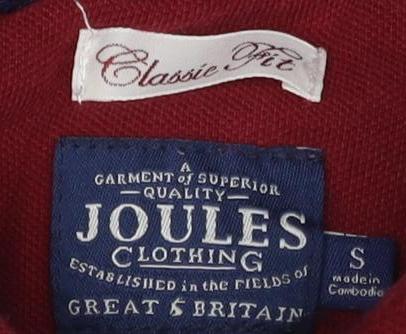 Classic Fit
A
GARMENT of SUPERIOR
QUALITY
JOULES
CLOTHING
ESTABLISHED in the FIELDS of
GREAT BRITAIN
S
made in
Cambodia